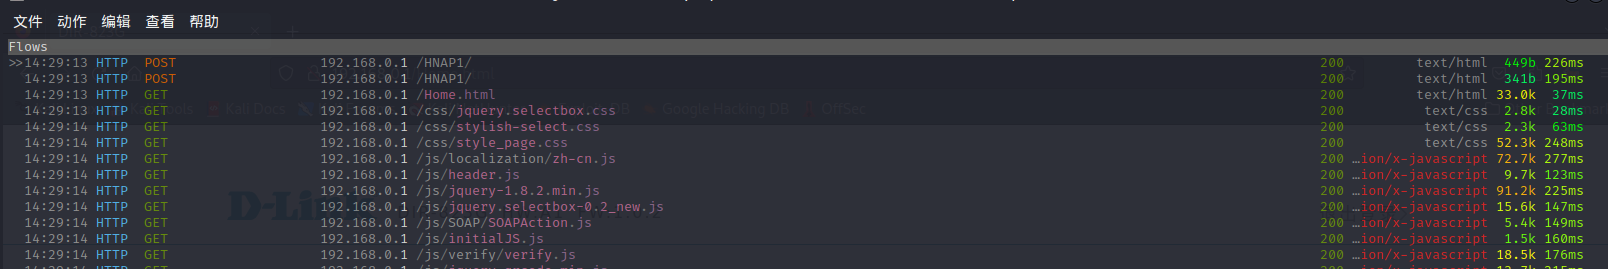 文件 动作 编辑 查看 帮助
Flows
>>14:29:13 HTTP POST 192.168.0.1 /HNAP1/ 200 text/html 449b 226ms
14:29:13 HTTP POST 192.168.0.1 /HNAP1/ 200 text/html 341b 195ms
14:29:13 HTTP GET 192.168.0.1 /Home.html 200 text/html 33.0k 37ms
14:29:13 HTTP GET 192.168.0.1 /css/jquery.selectbox.css 200 text/css 2.8k 28ms
14:29:14 HTTP GET 192.168.0.1 /css/stylish-select.css 200 text/css 2.3k 63ms
14:29:14 HTTP GET 192.168.0.1 /css/style_page.css 200 text/css 52.3k 248ms
14:29:14 HTTP GET 192.168.0.1 /js/localization/zh-cn.js 200 …ion/x-javascript 72.7k 277ms
14:29:14 HTTP GET 192.168.0.1 /js/header.js 200 …ion/x-javascript 9.7k 123ms
14:29:14 HTTP GET 192.168.0.1 /js/jquery-1.8.2.min.js 200 …ion/x-javascript 91.2k 225ms
14:29:14 HTTP GET 192.168.0.1 /js/jquery.selectbox-0.2_new.js 200 …ion/x-javascript 15.6k 147ms
14:29:14 HTTP GET 192.168.0.1 /js/SOAP/SOAPAction.js 200 …ion/x-javascript 5.4k 149ms
14:29:14 HTTP GET 192.168.0.1 /js/initialJS.js 200 …ion/x-javascript 1.5k 160ms
14:29:14 HTTP GET 192.168.0.1 /js/verify/verify.js 200 …ion/x-javascript 18.5k 176ms
Kali Docs
Google Hacking DB
OffSec